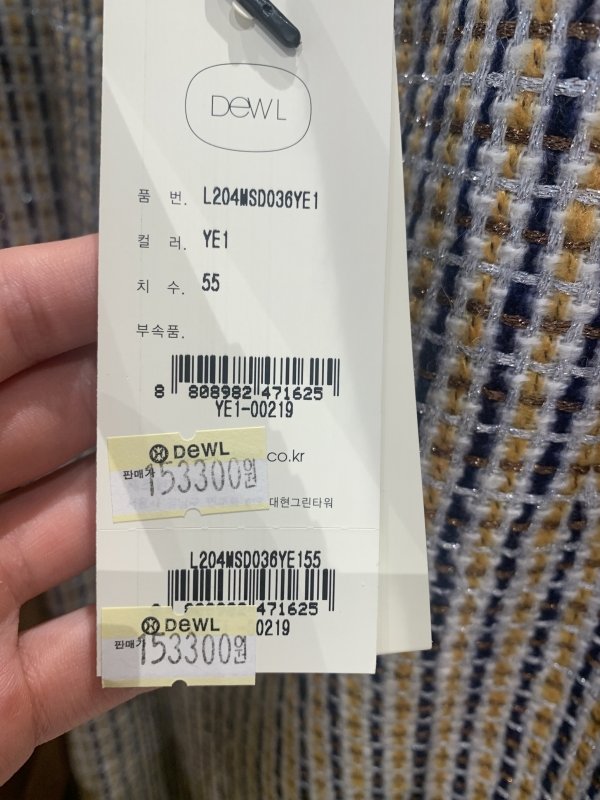 DEWL
품 번. L204MSD036YE1
컬 러. YE1
치 수. 55
부속품.
8 808982 471625
YE1-00219
DEWL
판매가 153300원
co.kr
대현그린타워
L204MSD036YE155
471625
0219
DEWL
판매가 153300원